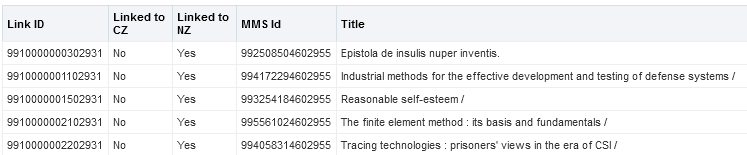 Link ID Linked to CZ Linked to NZ MMS Id Title
9910000000302931 No Yes 992508504602955 Epistola de insulis nuper inventis.
9910000001102931 No Yes 994172294602955 Industrial methods for the effective development and testing of defense systems /
9910000001502931 No Yes 993254184602955 Reasonable self-esteem /
9910000002102931 No Yes 995561024602955 The finite element method : its basis and fundamentals /
9910000002202931 No Yes 994058314602955 Tracing technologies : prisoners' views in the era of CSI /